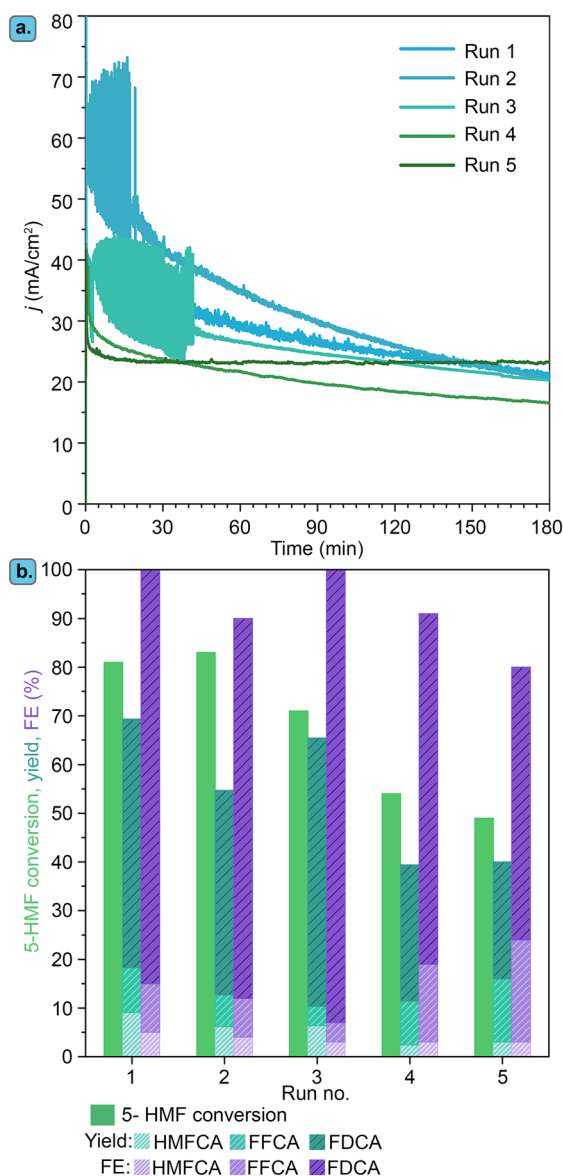 a.
80
70
60
50
40
30
20
10
0
j (mA/cm²)
Run 1
Run 2
Run 3
Run 4
Run 5
0 30 60 90 120 150 180
Time (min)
b.
100
90
80
70
60
50
40
30
20
10
0
5-HMF conversion, yield, FE (%)
1 2 3 4 5
Run no.
5- HMF conversion
Yield: HMFCA FFCA FDCA
FE: HMFCA FFCA FDCA